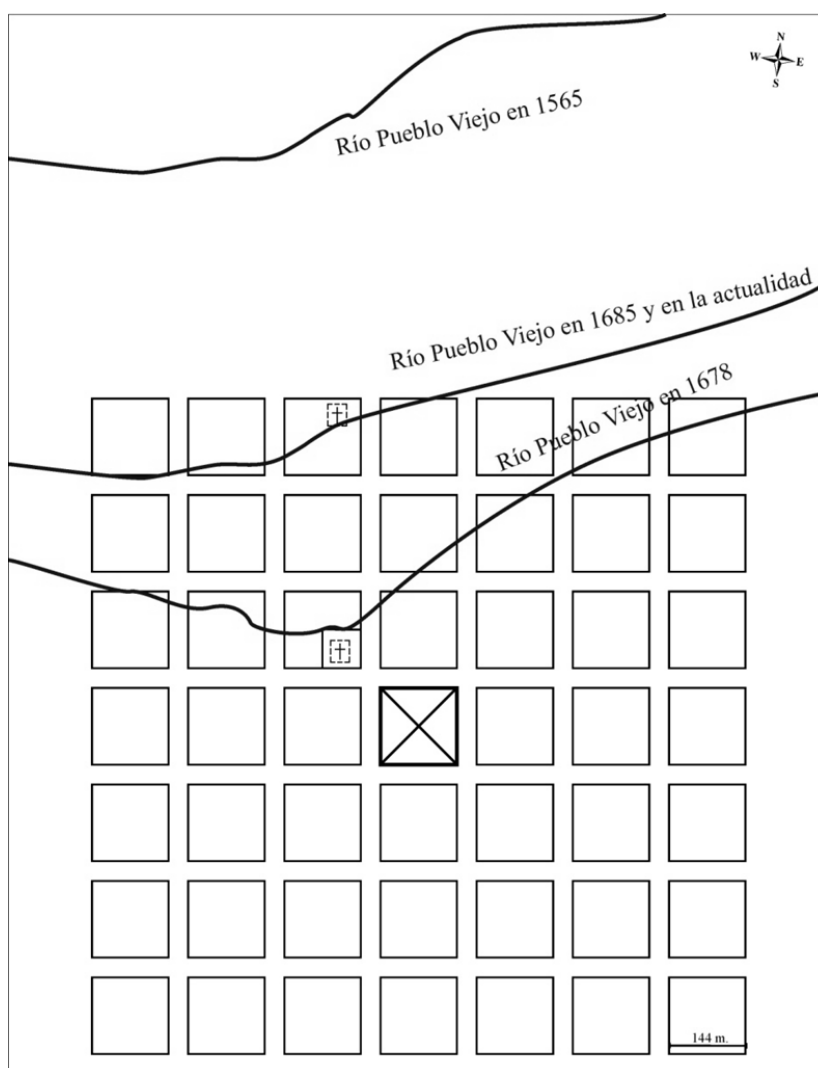 N
W E
S
Río Pueblo Viejo en 1565
Río Pueblo Viejo en 1685 y en la actualidad
Río Pueblo Viejo en 1678
144 m.